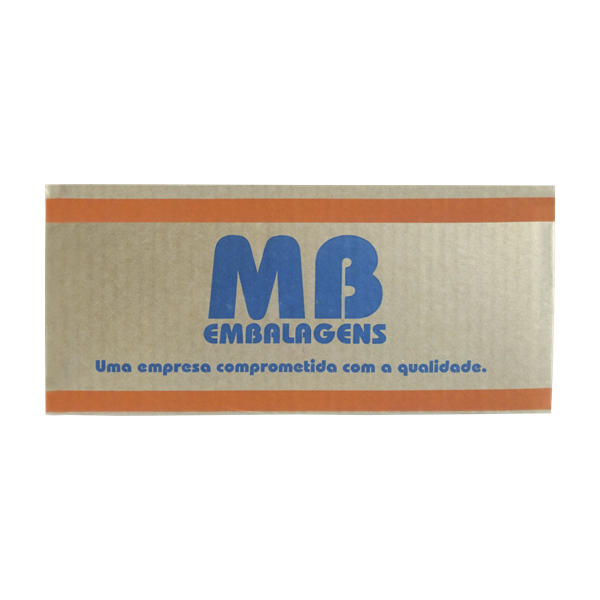 MB
EMBALAGENS
Uma empresa comprometida com a qualidade.